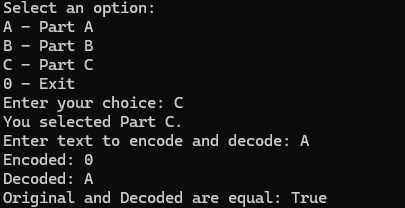 Select an option:
A – Part A
B – Part B
C – Part C
0 – Exit
Enter your choice: C
You selected Part C.
Enter text to encode and decode: A
Encoded: 0
Decoded: A
Original and Decoded are equal: True